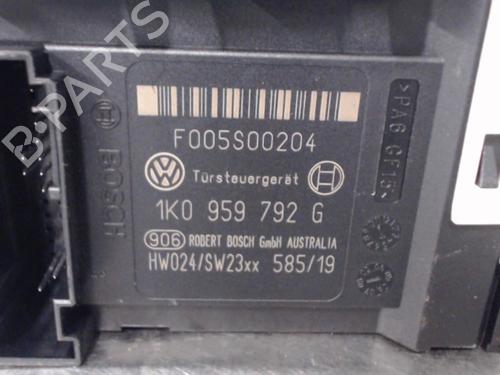 B-PARTS
F005S00204
Türsteuergerät
1K0 959 792 G
906 ROBERT BOSCH GmbH AUSTRALIA
HW024/SW23xx 585/19
BOSCH
>PA6 GF15<